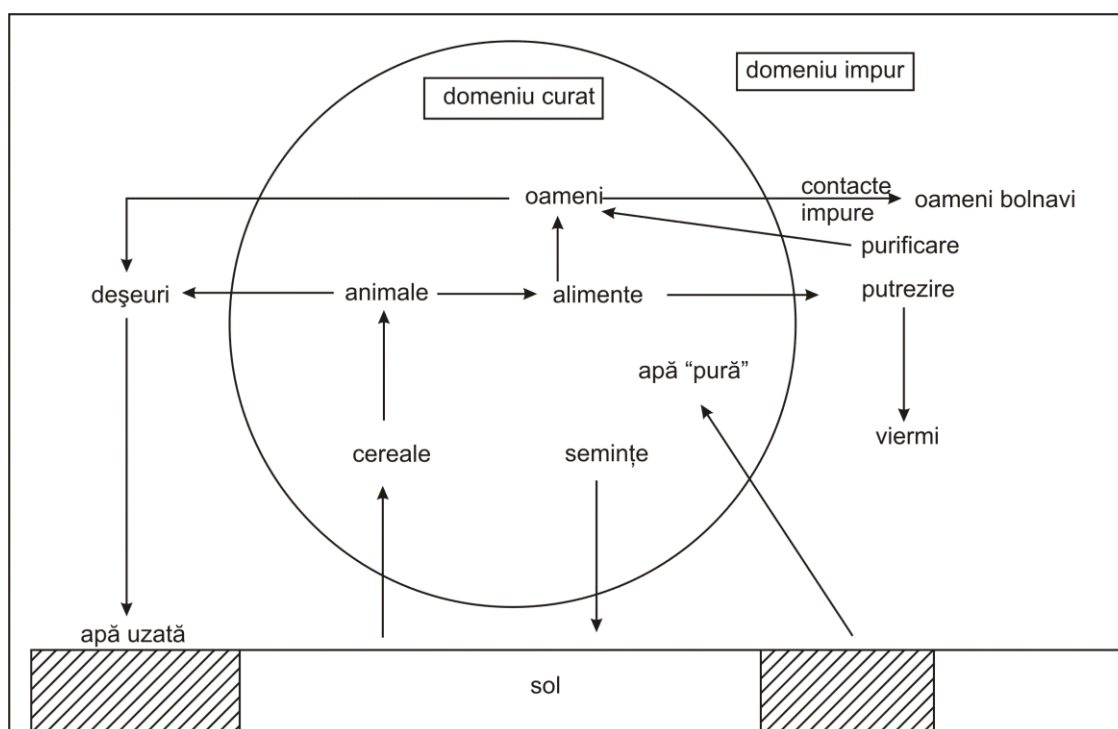 domeniu impur
domeniu curat
oameni
contacte
impure
oameni bolnavi
purificare
deşeuri
animale
alimente
putrezire
apă “pură”
viermi
cereale
semințe
apă uzată
sol